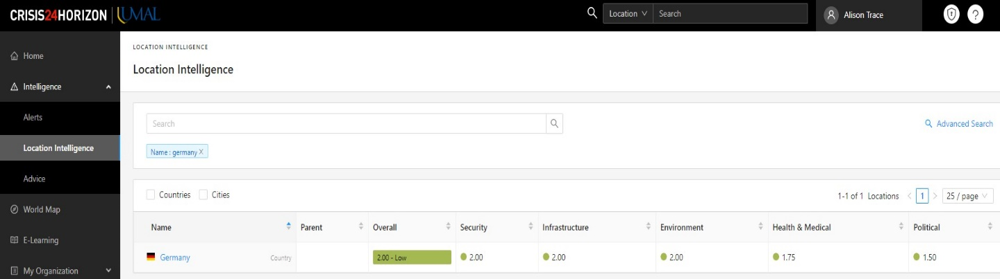 CRISIS24HORIZON | UMAL
Location Search
Alison Trace
?
Home
Intelligence
Alerts
Location Intelligence
Advice
World Map
E-Learning
My Organization
LOCATION INTELLIGENCE
Location Intelligence
Search
Advanced Search
Name : germany X
Countries Cities
1-1 of 1 Locations < 1 > 25 / page
Name Parent Overall Security Infrastructure Environment Health & Medical Political
Germany Country 2.00 - Low 2.00 2.00 2.00 1.75 1.50